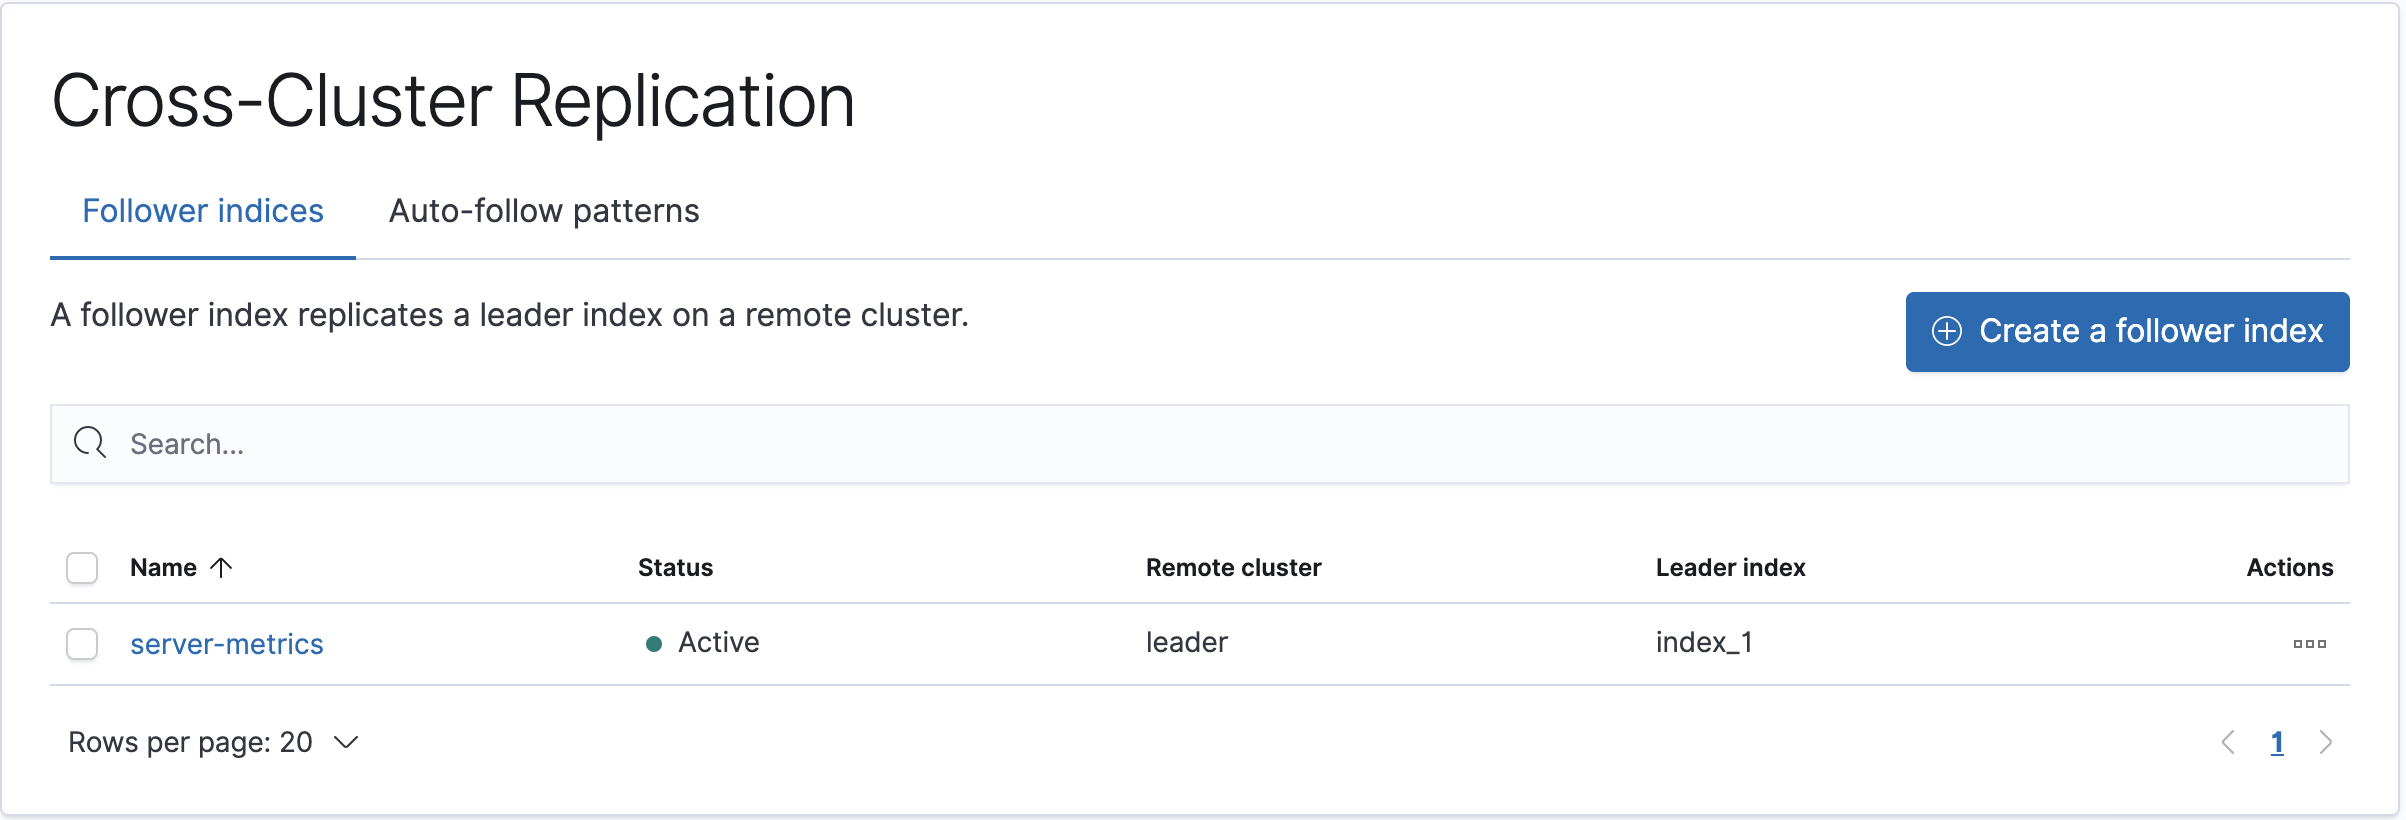 Cross-Cluster Replication
Follower indices Auto-follow patterns
A follower index replicates a leader index on a remote cluster.
Create a follower index
Search...
Name Status Remote cluster Leader index Actions
server-metrics Active leader index_1
Rows per page: 20 1